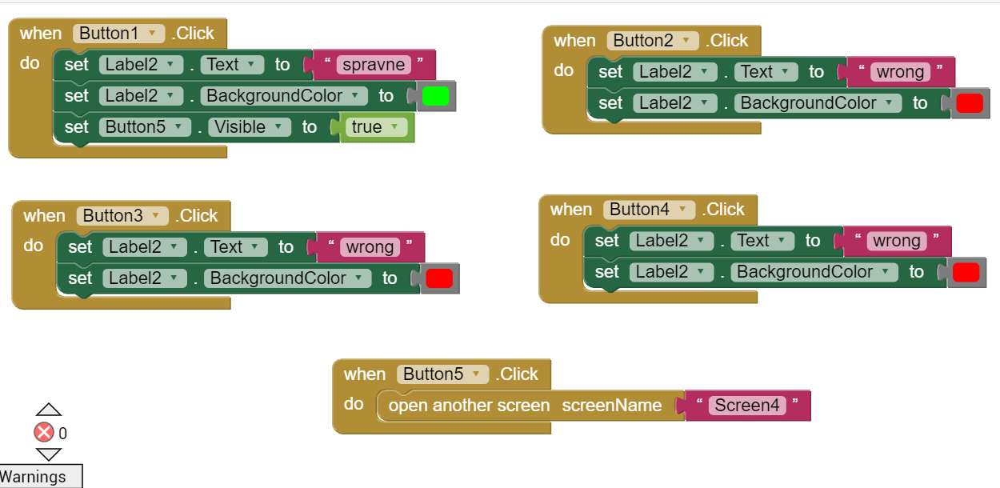 when Button1 .Click
do set Label2 . Text to “ spravne ”
set Label2 . BackgroundColor to
set Button5 . Visible to true
when Button2 .Click
do set Label2 . Text to “ wrong ”
set Label2 . BackgroundColor to
when Button3 .Click
do set Label2 . Text to “ wrong ”
set Label2 . BackgroundColor to
when Button4 .Click
do set Label2 . Text to “ wrong ”
set Label2 . BackgroundColor to
when Button5 .Click
do open another screen screenName “ Screen4 ”
0
Warnings